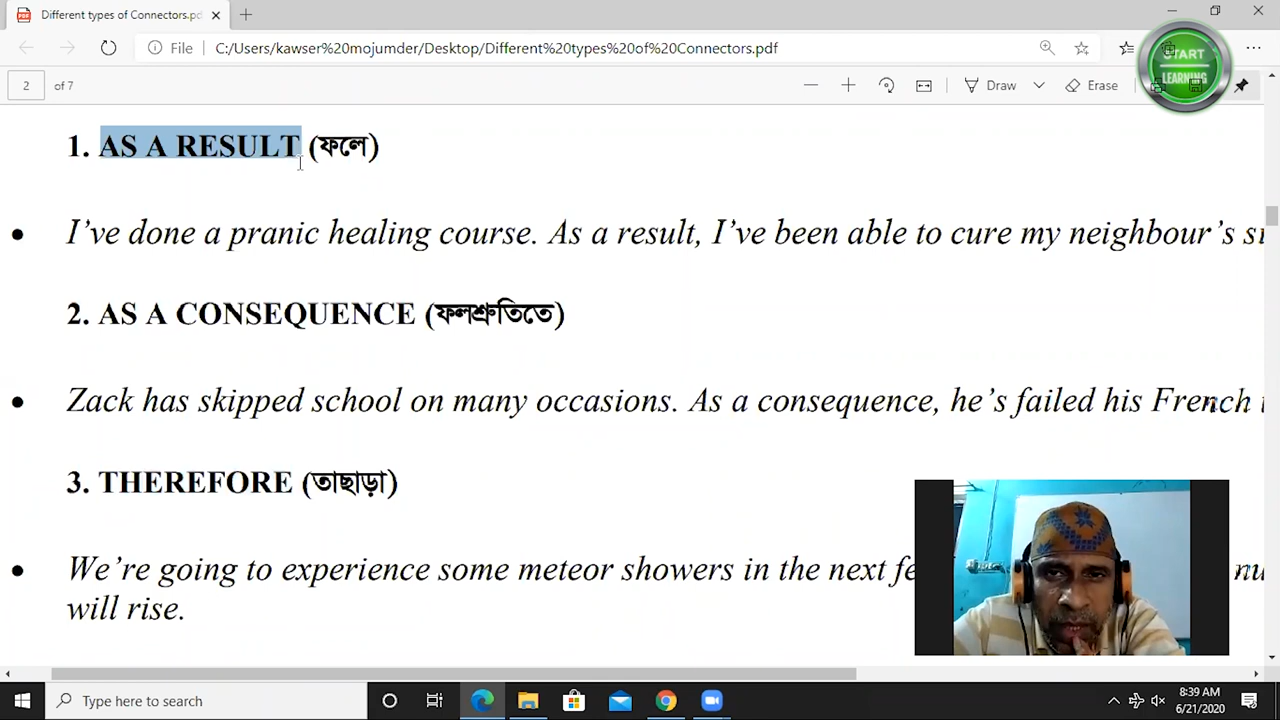 Different types of Connectors.pd
File C:/Users/kawser%20mojumder/Desktop/Different%20types%20of%20Connectors.pdf
START
LEARNING
2 of 7 Draw Erase
1. AS A RESULT (ফলে)
I’ve done a pranic healing course. As a result, I’ve been able to cure my neighbour’s
2. AS A CONSEQUENCE (ফলশ্রুতিতে)
Zack has skipped school on many occasions. As a consequence, he’s failed his French
3. THEREFORE (তাছাড়া)
We’re going to experience some meteor showers in the next
will rise.
Type here to search
8:39 AM
6/21/2020